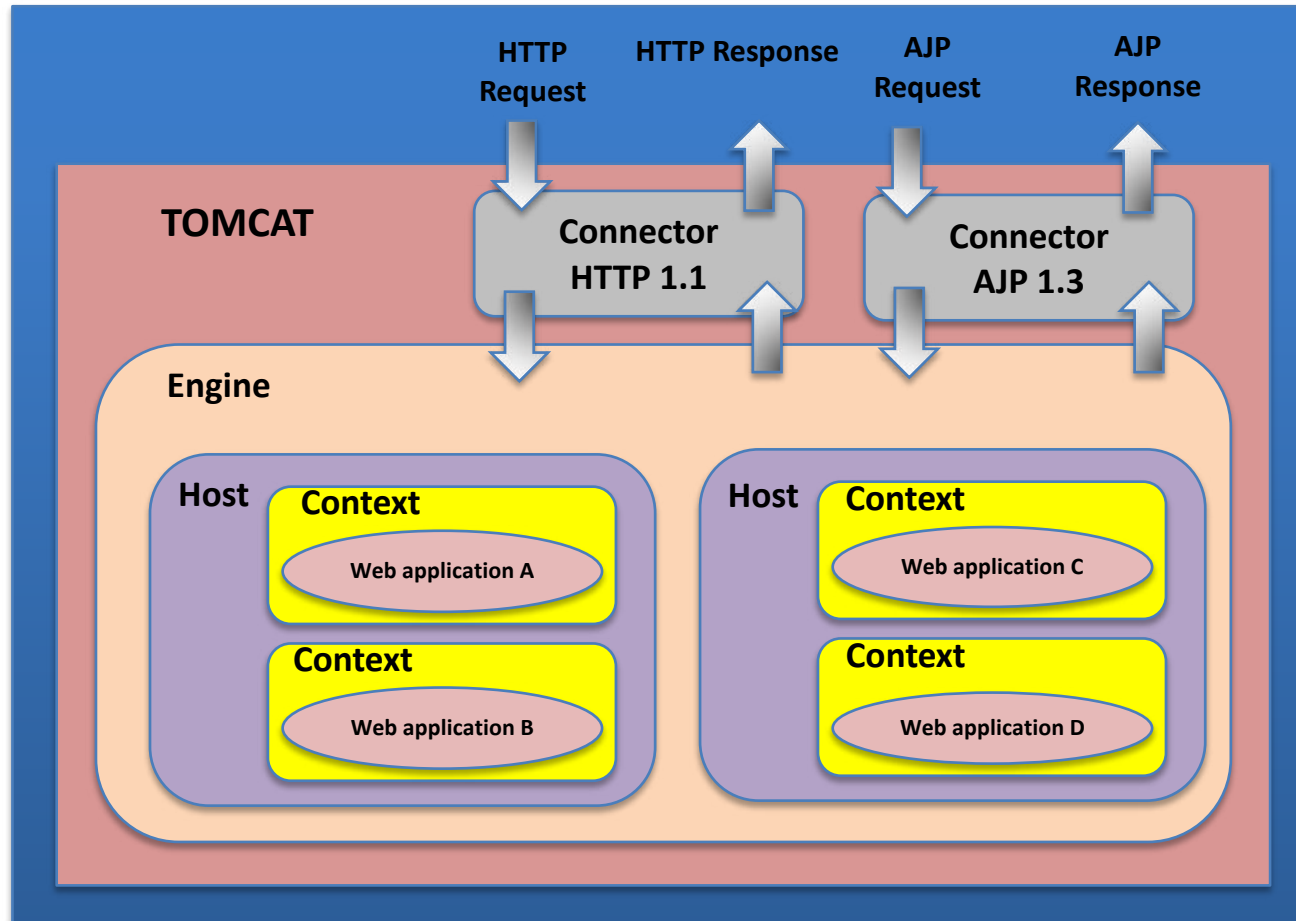 HTTP
Request
HTTP Response
AJP
Request
AJP
Response
TOMCAT
Connector
HTTP 1.1
Connector
AJP 1.3
Engine
Host
Context
Web application A
Context
Web application B
Host
Context
Web application C
Context
Web application D